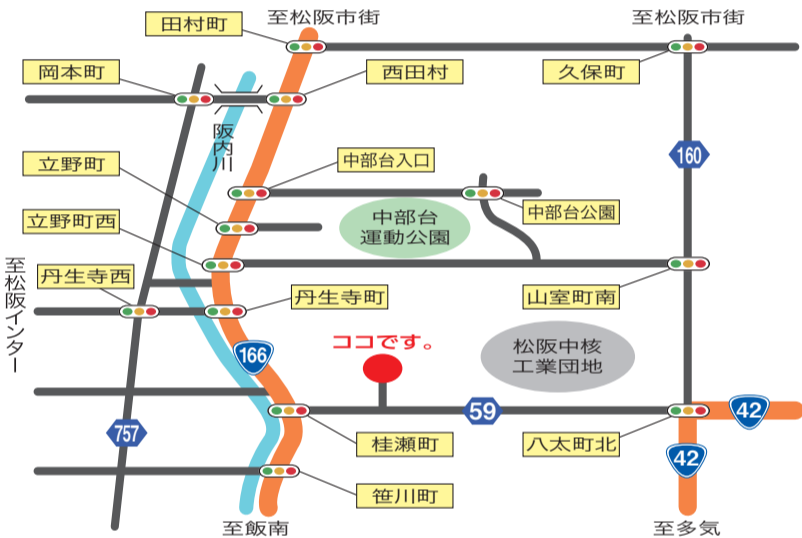 至松阪市街
至松阪市街
田村町
久保町
岡本町
西田村
阪内川
立野町
中部台入口
160
中部台公園
立野町西
中部台
運動公園
至松阪インター
丹生寺西
丹生寺町
山室町南
166
ココです。
松阪中核
工業団地
757
桂瀬町
59
八太町北
42
42
笹川町
至飯南
至多気